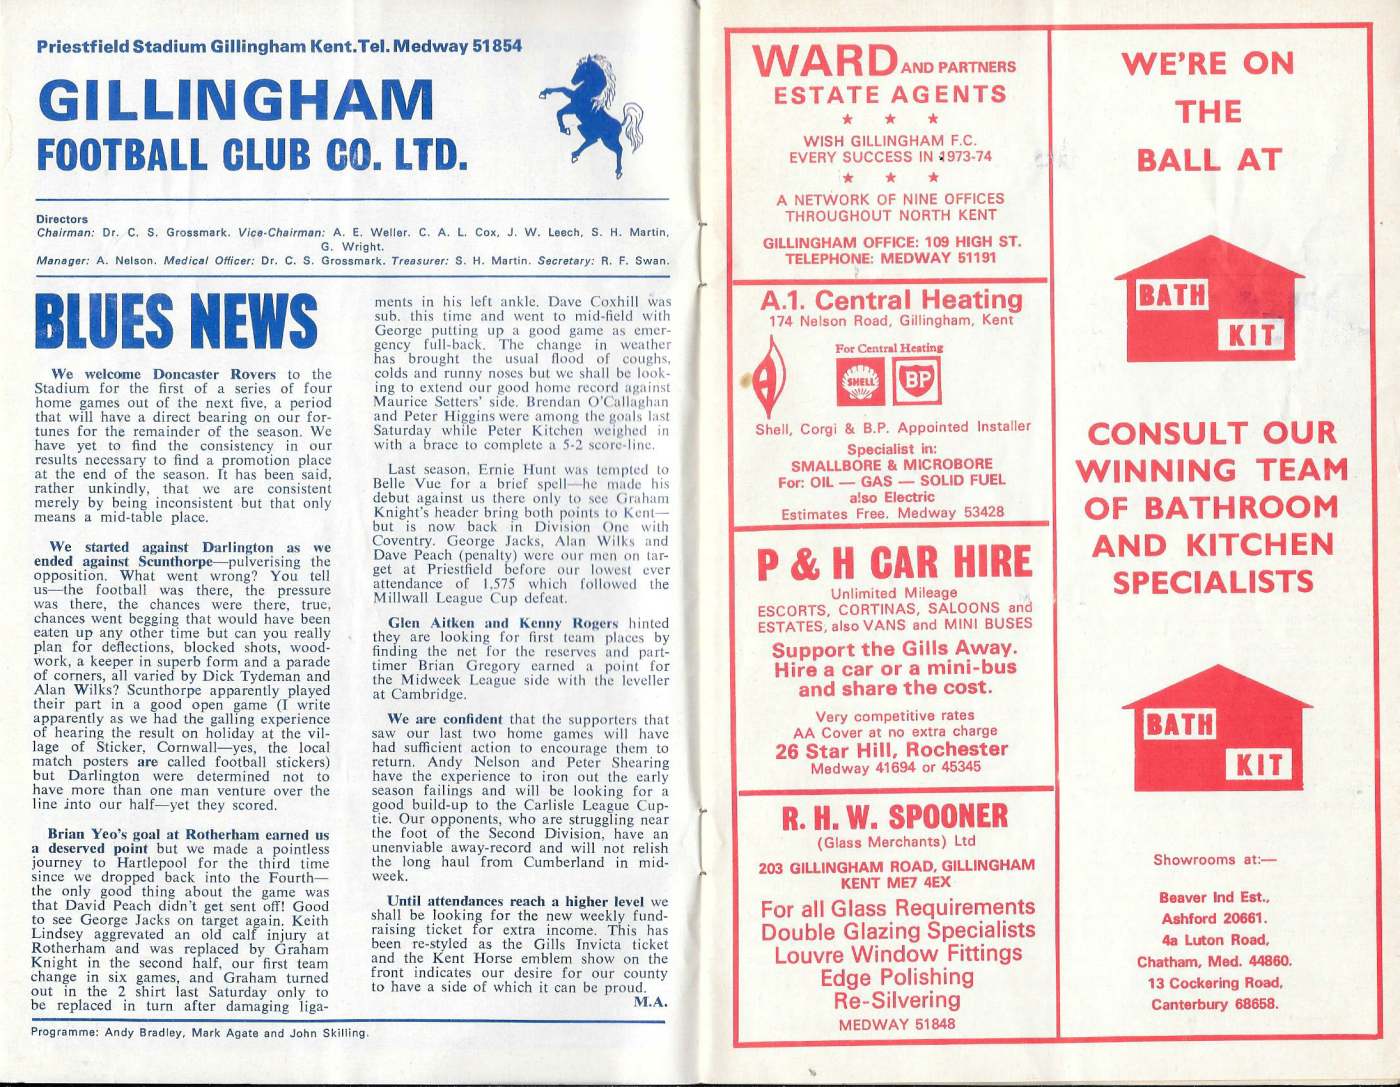 Priestfield Stadium Gillingham Kent. Tel. Medway 51854
GILLINGHAM
FOOTBALL CLUB CO. LTD.
Directors
Chairman: Dr. C. S. Grossmark. Vice-Chairman: A. E. Weller. C. A. L. Cox, J. W. Leech, S. H. Martin,
G. Wright.
Manager: A. Nelson. Medical Officer: Dr. C. S. Grossmark. Treasurer: S. H. Martin. Secretary: R. F. Swan.
BLUES NEWS
We welcome Doncaster Rovers to the
Stadium for the first of a series of four
home games out of the next five, a period
that will have a direct bearing on our for-
tunes for the remainder of the season. We
have yet to find the consistency in our
results necessary to find a promotion place
at the end of the season. It has been said,
rather unkindly, that we are consistent
merely by being inconsistent but that only
means a mid-table place.
We started against Darlington as we
ended against Scunthorpe—pulverising the
opposition. What went wrong? You tell
us—the football was there, the pressure
was there, the chances were there, true,
chances went begging that would have been
eaten up any other time but can you really
plan for deflections, blocked shots, wood-
work, a keeper in superb form and a parade
of corners, all varied by Dick Tydeman and
Alan Wilks? Scunthorpe apparently played
their part in a good open game (I write
apparently as we had the galling experience
of hearing the result on holiday at the vil-
lage of Sticker, Cornwall—yes, the local
match posters are called football stickers)
but Darlington were determined not to
have more than one man venture over the
line into our half—yet they scored.
Brian Yeo's goal at Rotherham earned us
a deserved point but we made a pointless
journey to Hartlepool for the third time
since we dropped back into the Fourth—
the only good thing about the game was
that David Peach didn't get sent off! Good
to see George Jacks on target again. Keith
Lindsey aggrevated an old calf injury at
Rotherham and was replaced by Graham
Knight in the second half, our first team
change in six games, and Graham turned
out in the 2 shirt last Saturday only to
be replaced in turn after damaging liga-
ments in his left ankle. Dave Coxhill was
sub. this time and went to mid-field with
George putting up a good game as emer-
gency full-back. The change in weather
has brought the usual flood of coughs,
colds and runny noses but we shall be look-
ing to extend our good home record against
Maurice Setters' side. Brendan O'Callaghan
and Peter Higgins were among the goals last
Saturday while Peter Kitchen weighed in
with a brace to complete a 5-2 score-line.
Last season, Ernie Hunt was tempted to
Belle Vue for a brief spell—he made his
debut against us there only to see Graham
Knight's header bring both points to Kent—
but is now back in Division One with
Coventry. George Jacks, Alan Wilks and
Dave Peach (penalty) were our men on tar-
get at Priestfield before our lowest ever
attendance of 1,575 which followed the
Millwall League Cup defeat.
Glen Aitken and Kenny Rogers hinted
they are looking for first team places by
finding the net for the reserves and part-
timer Brian Gregory earned a point for
the Midweek League side with the leveller
at Cambridge.
We are confident that the supporters that
saw our last two home games will have
had sufficient action to encourage them to
return. Andy Nelson and Peter Shearing
have the experience to iron out the early
season failings and will be looking for a
good build-up to the Carlisle League Cup-
tie. Our opponents, who are struggling near
the foot of the Second Division, have an
unenviable away-record and will not relish
the long haul from Cumberland in mid-
week.
Until attendances reach a higher level we
shall be looking for the new weekly fund-
raising ticket for extra income. This has
been re-styled as the Gills Invicta ticket
and the Kent Horse emblem show on the
front indicates our desire for our county
to have a side of which it can be proud.
M.A.
Programme: Andy Bradley, Mark Agate and John Skilling.
WARD AND PARTNERS
ESTATE AGENTS
WISH GILLINGHAM F.C.
EVERY SUCCESS IN 1973-74
A NETWORK OF NINE OFFICES
THROUGHOUT NORTH KENT
GILLINGHAM OFFICE: 109 HIGH ST.
TELEPHONE: MEDWAY 51191
A.1. Central Heating
174 Nelson Road, Gillingham, Kent
For Central Heating
A
SHELL
BP
Shell, Corgi & B.P. Appointed Installer
Specialist in:
SMALLBORE & MICROBORE
For: OIL — GAS — SOLID FUEL
also Electric
Estimates Free. Medway 53428
P & H CAR HIRE
Unlimited Mileage
ESCORTS, CORTINAS, SALOONS and
ESTATES, also VANS and MINI BUSES
Support the Gills Away.
Hire a car or a mini-bus
and share the cost.
Very competitive rates
AA Cover at no extra charge
26 Star Hill, Rochester
Medway 41694 or 45345
R. H. W. SPOONER
(Glass Merchants) Ltd
203 GILLINGHAM ROAD, GILLINGHAM
KENT ME7 4EX
For all Glass Requirements
Double Glazing Specialists
Louvre Window Fittings
Edge Polishing
Re-Silvering
MEDWAY 51848
WE'RE ON
THE
BALL AT
BATH
KIT
CONSULT OUR
WINNING TEAM
OF BATHROOM
AND KITCHEN
SPECIALISTS
BATH
KIT
Showrooms at:—
Beaver Ind Est.,
Ashford 20661.
4a Luton Road,
Chatham, Med. 44860.
13 Cockering Road,
Canterbury 68658.